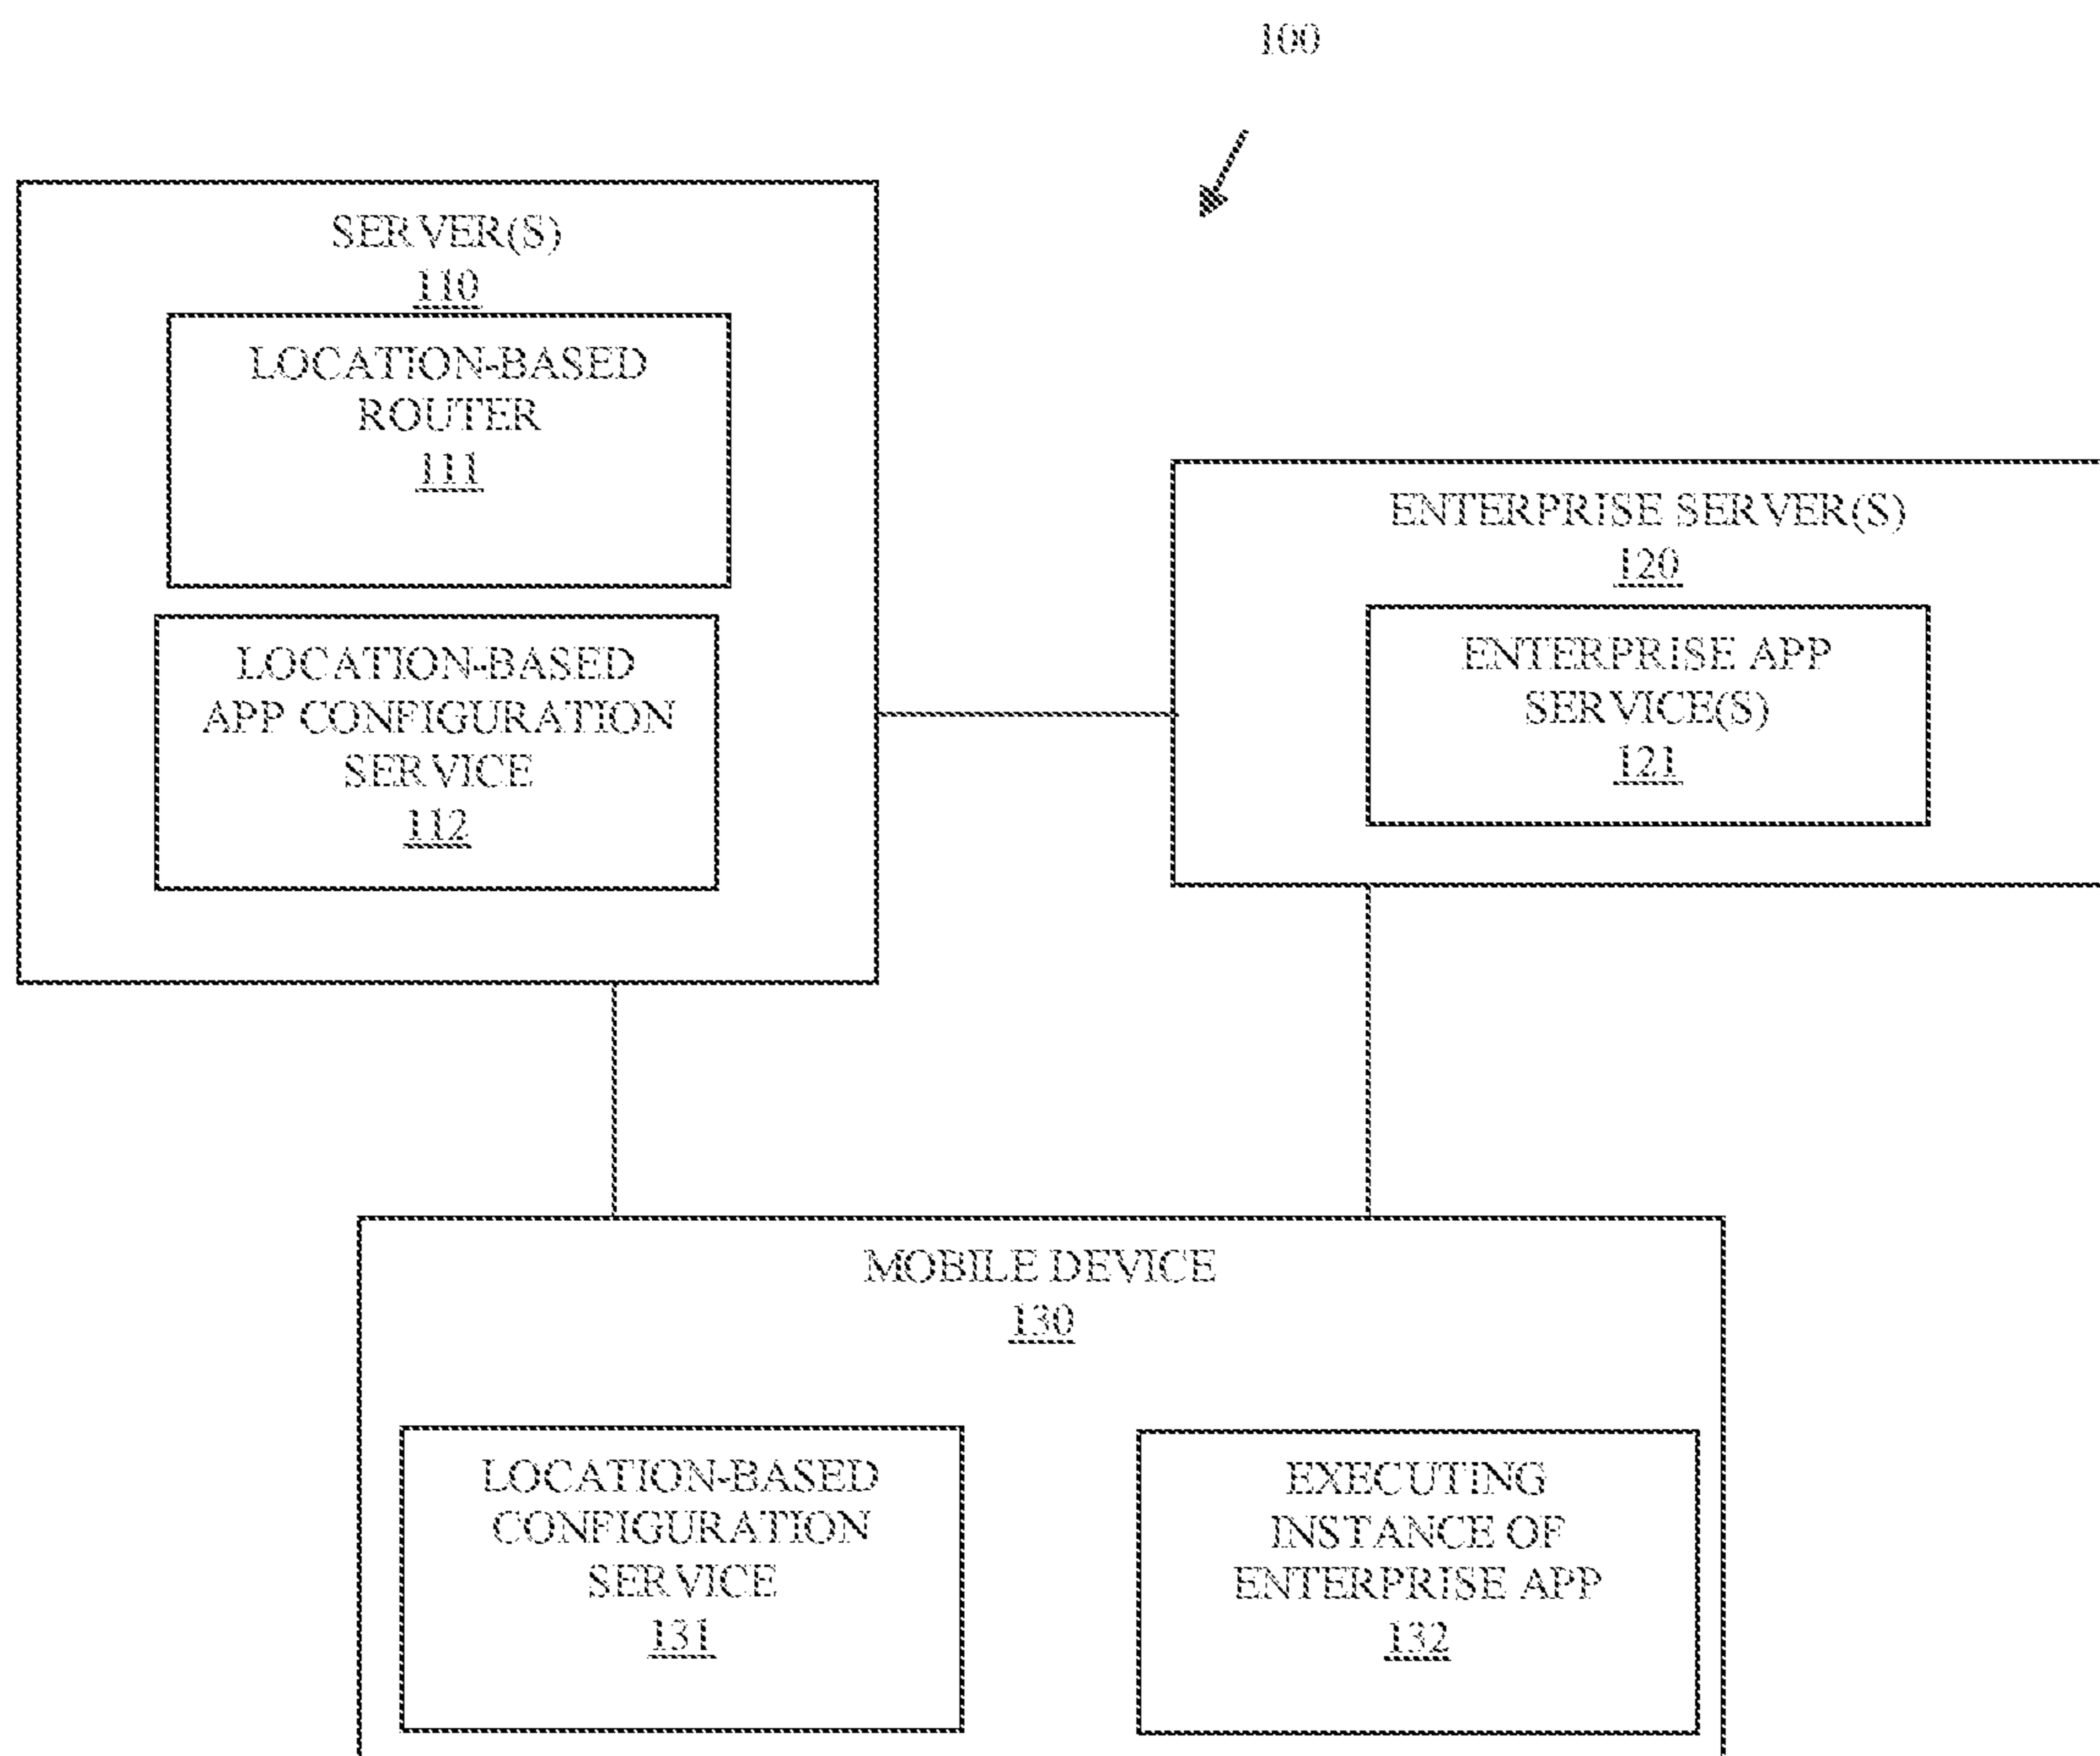 100
SERVER(S)
110
LOCATION-BASED
ROUTER
111
LOCATION-BASED
APP CONFIGURATION
SERVICE
112
ENTERPRISE SERVER(S)
120
ENTERPRISE APP
SERVICE(S)
121
MOBILE DEVICE
130
LOCATION-BASED
CONFIGURATION
SERVICE
131
EXECUTING
INSTANCE OF
ENTERPRISE APP
132